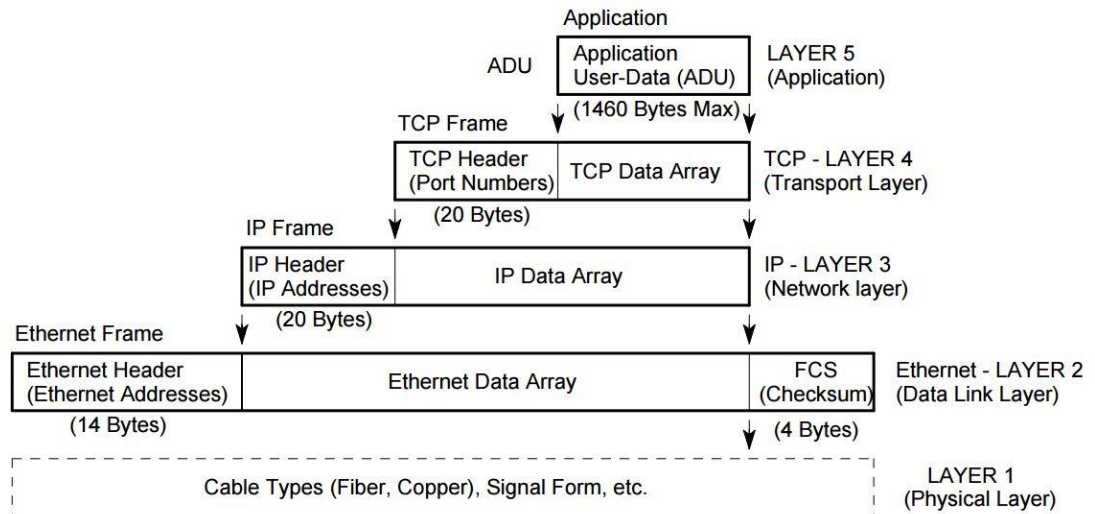 Application
ADU
Application
User-Data (ADU)
LAYER 5
(Application)
(1460 Bytes Max)
TCP Frame
TCP Header
(Port Numbers)
TCP Data Array
TCP - LAYER 4
(Transport Layer)
(20 Bytes)
IP Frame
IP Header
(IP Addresses)
IP Data Array
IP - LAYER 3
(Network layer)
(20 Bytes)
Ethernet Frame
Ethernet Header
(Ethernet Addresses)
Ethernet Data Array
FCS
(Checksum)
Ethernet - LAYER 2
(Data Link Layer)
(14 Bytes)
(4 Bytes)
Cable Types (Fiber, Copper), Signal Form, etc.
LAYER 1
(Physical Layer)